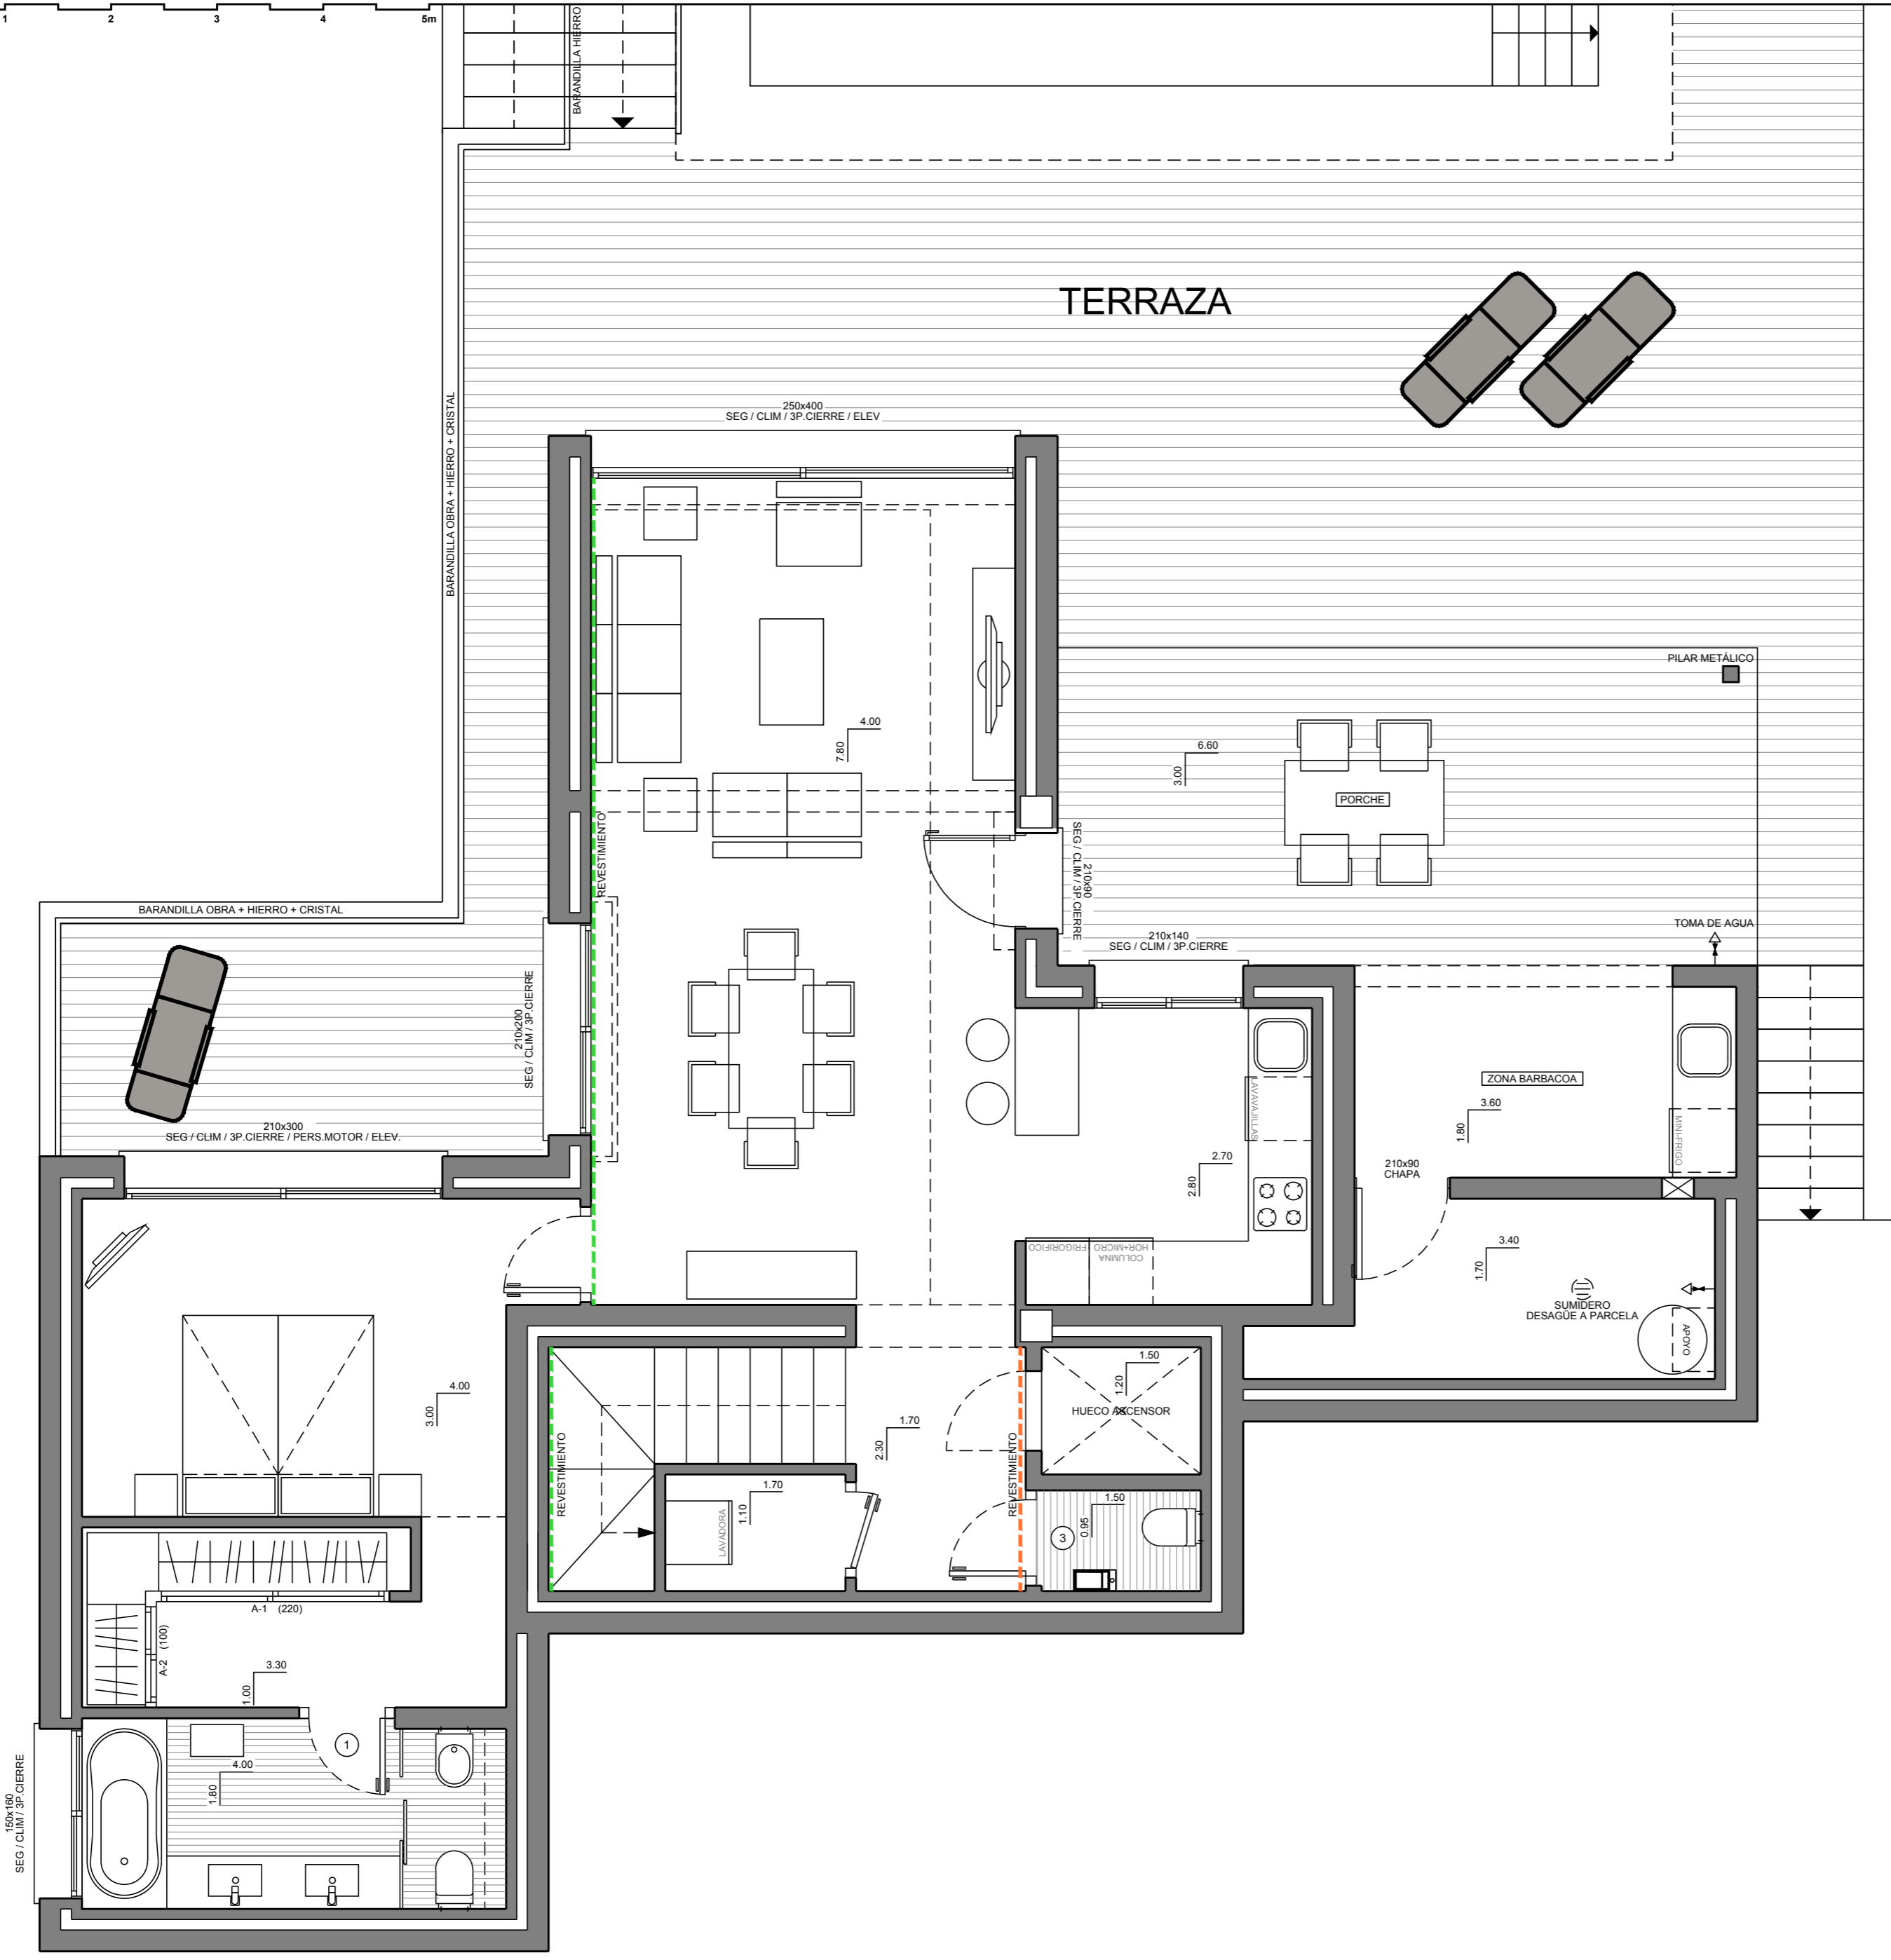 1 2 3 4 5m
BARANDILLA HIERRO
TERRAZA
BARANDILLA OBRA + HIERRO + CRISTAL
250x400
SEG / CLIM / 3P.CIERRE / ELEV
PILAR METÁLICO
4.00
7.80
6.60
3.00
PORCHE
REVESTIMIENTO
210x90
SEG / CLIM / 3P.CIERRE
BARANDILLA OBRA + HIERRO + CRISTAL
TOMA DE AGUA
210x140
SEG / CLIM / 3P.CIERRE
210x200
SEG / CLIM / 3P.CIERRE
ZONA BARBACOA
3.60
1.80
LAVAVAJILLAS
MINI-FRIGO
210x300
SEG / CLIM / 3P.CIERRE / PERS.MOTOR / ELEV.
2.70
2.80
210x90
CHAPA
FRIGORIFICO
COLUMNA
HOR+MICRO
3.40
1.70
SUMIDERO
DESAGÜE A PARCELA
APOYO
4.00
3.00
1.50
1.20
HUECO ASCENSOR
1.70
2.30
REVESTIMIENTO
REVESTIMIENTO
1.70
1.10
LAVADORA
1.50
0.95
3
A-1 (220)
A-2 (100)
3.30
1.00
1
4.00
1.80
150x160
SEG / CLIM / 3P.CIERRE